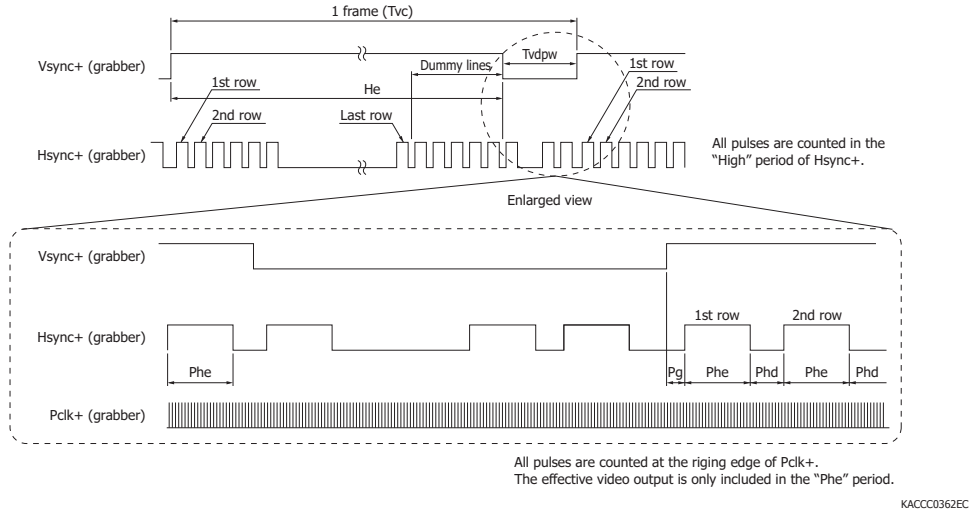 1 frame (Tvc)
Vsync+ (grabber)
Dummy lines
Tvdpw
1st row
2nd row
He
1st row
2nd row
Last row
Hsync+ (grabber)
All pulses are counted in the
“High” period of Hsync+.
Enlarged view
Vsync+ (grabber)
Hsync+ (grabber)
1st row
2nd row
Phe
Pg
Phe
Phd
Phe
Phd
Pclk+ (grabber)
All pulses are counted at the riging edge of Pclk+.
The effective video output is only included in the “Phe” period.
KACCC0362EC